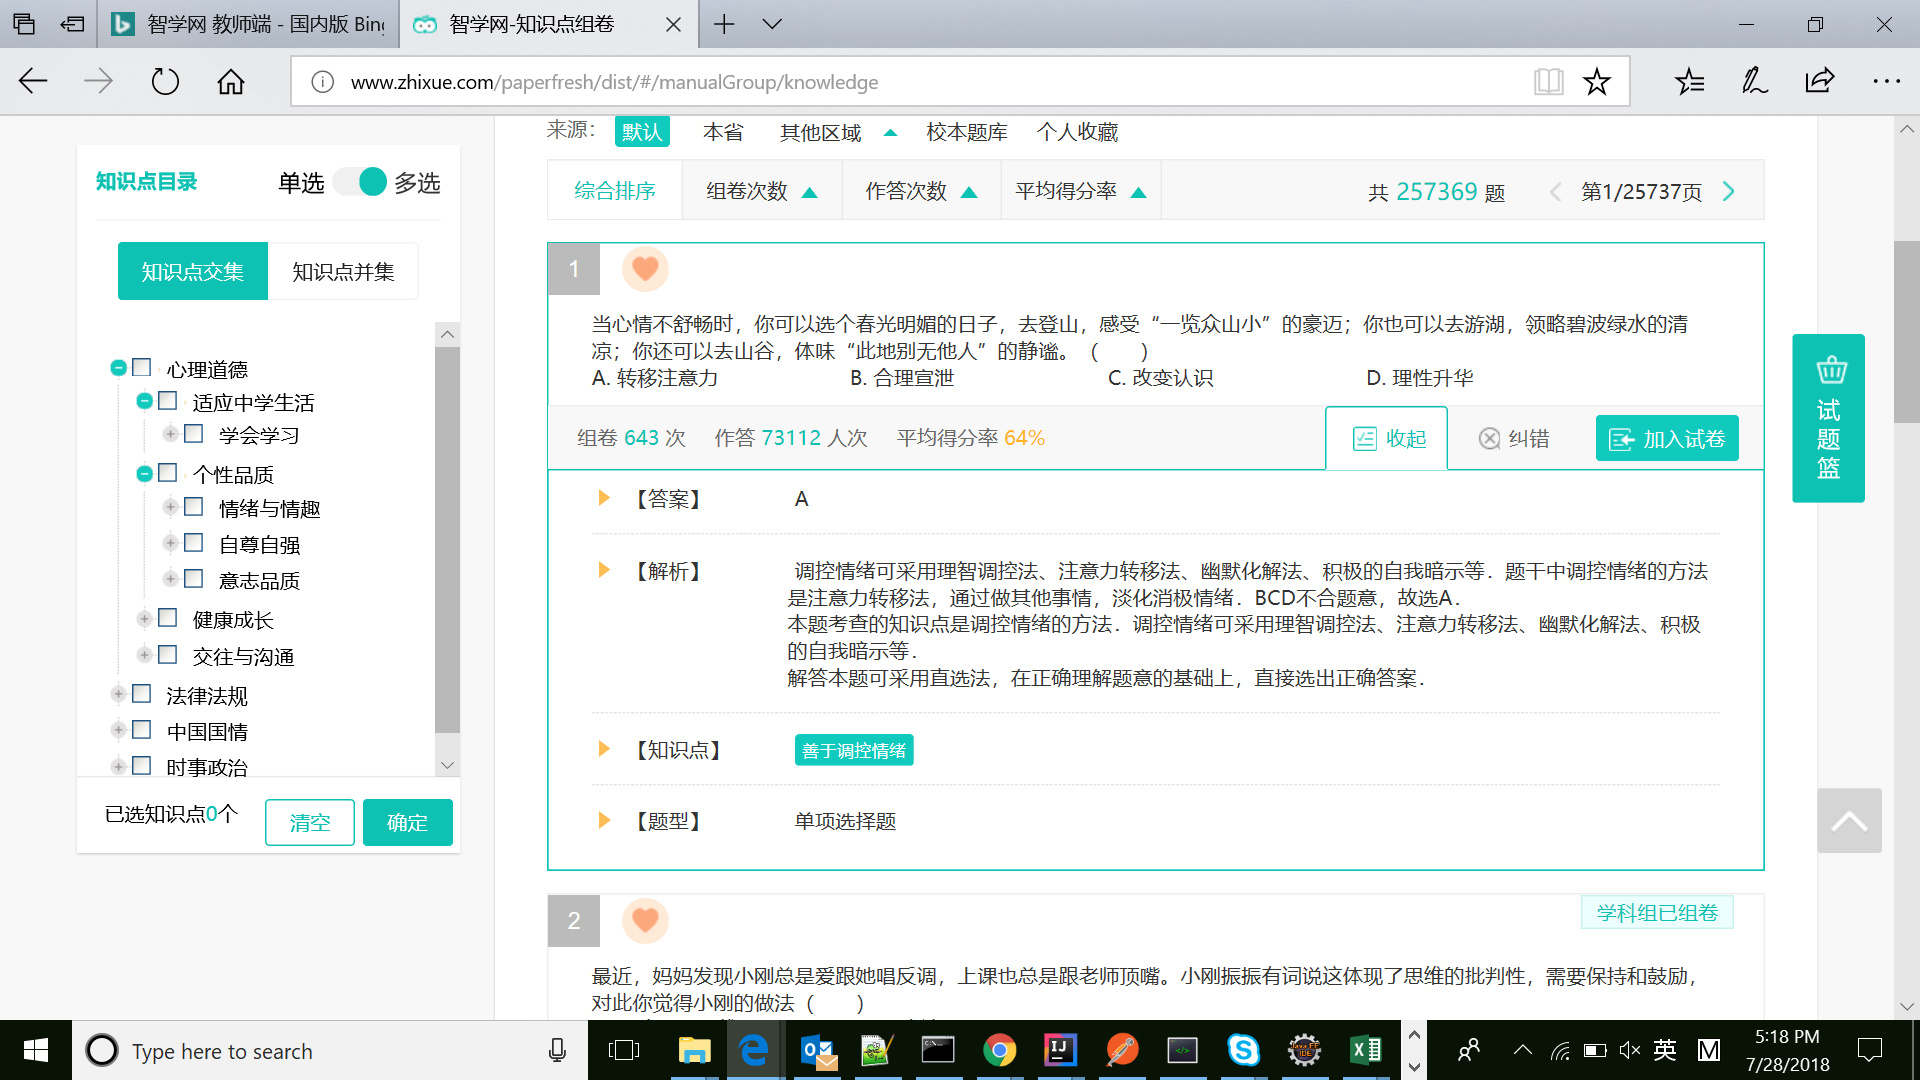 智学网 教师端 - 国内版 Bing
智学网-知识点组卷
www.zhixue.com/paperfresh/dist/#/manualGroup/knowledge
来源： 默认 本省 其他区域 校本题库 个人收藏
知识点目录 单选 多选
综合排序 组卷次数 作答次数 平均得分率 共 257369 题 第1/25737页
知识点交集 知识点并集
心理道德
适应中学生活
学会学习
个性品质
情绪与情趣
自尊自强
意志品质
健康成长
交往与沟通
法律法规
中国国情
时事政治
已选知识点0个 清空 确定
1
当心情不舒畅时，你可以选个春光明媚的日子，去登山，感受“一览众山小”的豪迈；你也可以去游湖，领略碧波绿水的清
凉；你还可以去山谷，体味“此地别无他人”的静谧。（　　）
A. 转移注意力 B. 合理宣泄 C. 改变认识 D. 理性升华
组卷 643 次 作答 73112 人次 平均得分率 64% 收起 纠错 加入试卷
【答案】 A
【解析】 调控情绪可采用理智调控法、注意力转移法、幽默化解法、积极的自我暗示等．题干中调控情绪的方法
是注意力转移法，通过做其他事情，淡化消极情绪．BCD不合题意，故选A．
本题考查的知识点是调控情绪的方法．调控情绪可采用理智调控法、注意力转移法、幽默化解法、积极
的自我暗示等．
解答本题可采用直选法，在正确理解题意的基础上，直接选出正确答案．
【知识点】 善于调控情绪
【题型】 单项选择题
试题篮
2 学科组已组卷
最近，妈妈发现小刚总是爱跟她唱反调，上课也总是跟老师顶嘴。小刚振振有词说这体现了思维的批判性，需要保持和鼓励，
对此你觉得小刚的做法（　　）
Type here to search
英 M
5:18 PM
7/28/2018